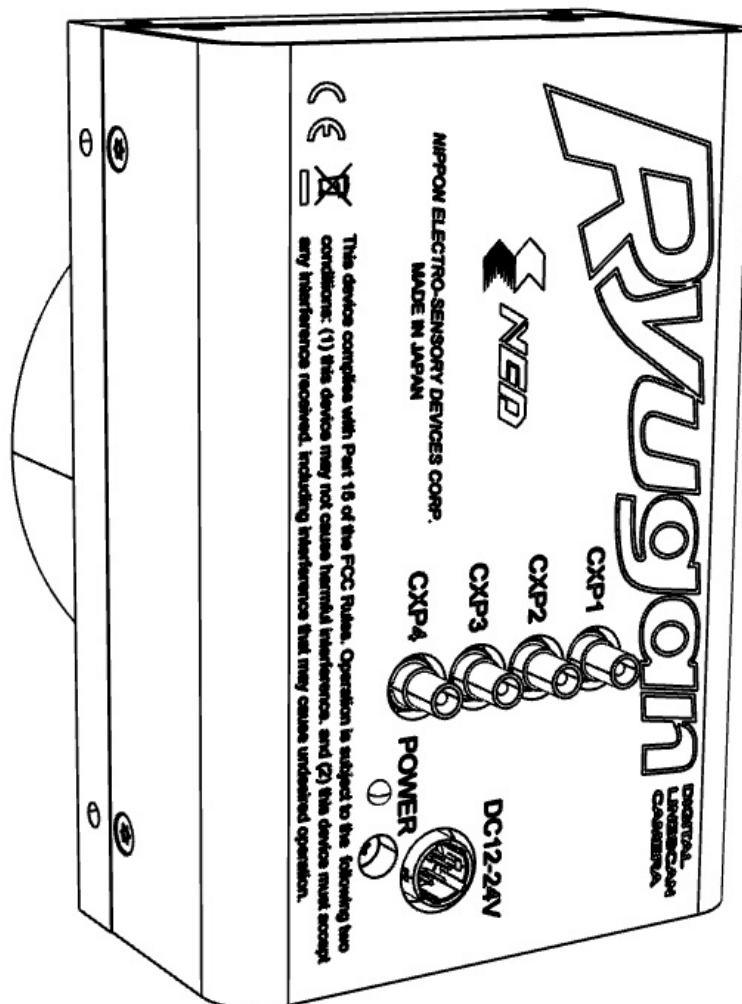 Ryugan
DIGITAL
LINESCAN
CAMERA
NED
NIPPON ELECTRO-SENSORY DEVICES CORP.
MADE IN JAPAN
CXP1
CXP2
CXP3
CXP4
DC12-24V
POWER
CE
This device complies with Part 15 of the FCC Rules. Operation is subject to the following two
conditions: (1) this device may not cause harmful interference, and (2) this device must accept
any interference received, including interference that may cause undesired operation.